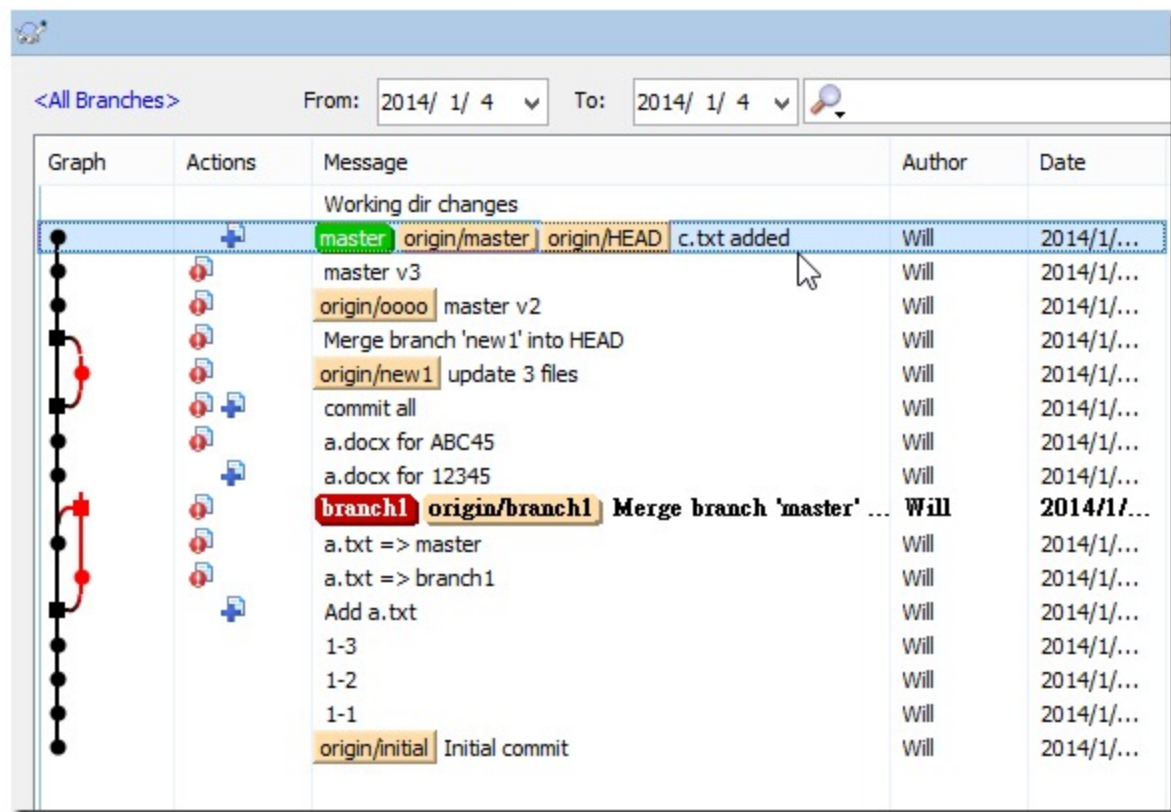 <All Branches> From: 2014/ 1/ 4 To: 2014/ 1/ 4
Graph Actions Message Author Date
Working dir changes
master origin/master origin/HEAD c.txt added Will 2014/1/...
master v3 Will 2014/1/...
origin/oooo master v2 Will 2014/1/...
Merge branch 'new1' into HEAD Will 2014/1/...
origin/new1 update 3 files Will 2014/1/...
commit all Will 2014/1/...
a.docx for ABC45 Will 2014/1/...
a.docx for 12345 Will 2014/1/...
branch1 origin/branch1 Merge branch 'master' ... Will 2014/1/...
a.txt => master Will 2014/1/...
a.txt => branch1 Will 2014/1/...
Add a.txt Will 2014/1/...
1-3 Will 2014/1/...
1-2 Will 2014/1/...
1-1 Will 2014/1/...
origin/initial Initial commit Will 2014/1/...